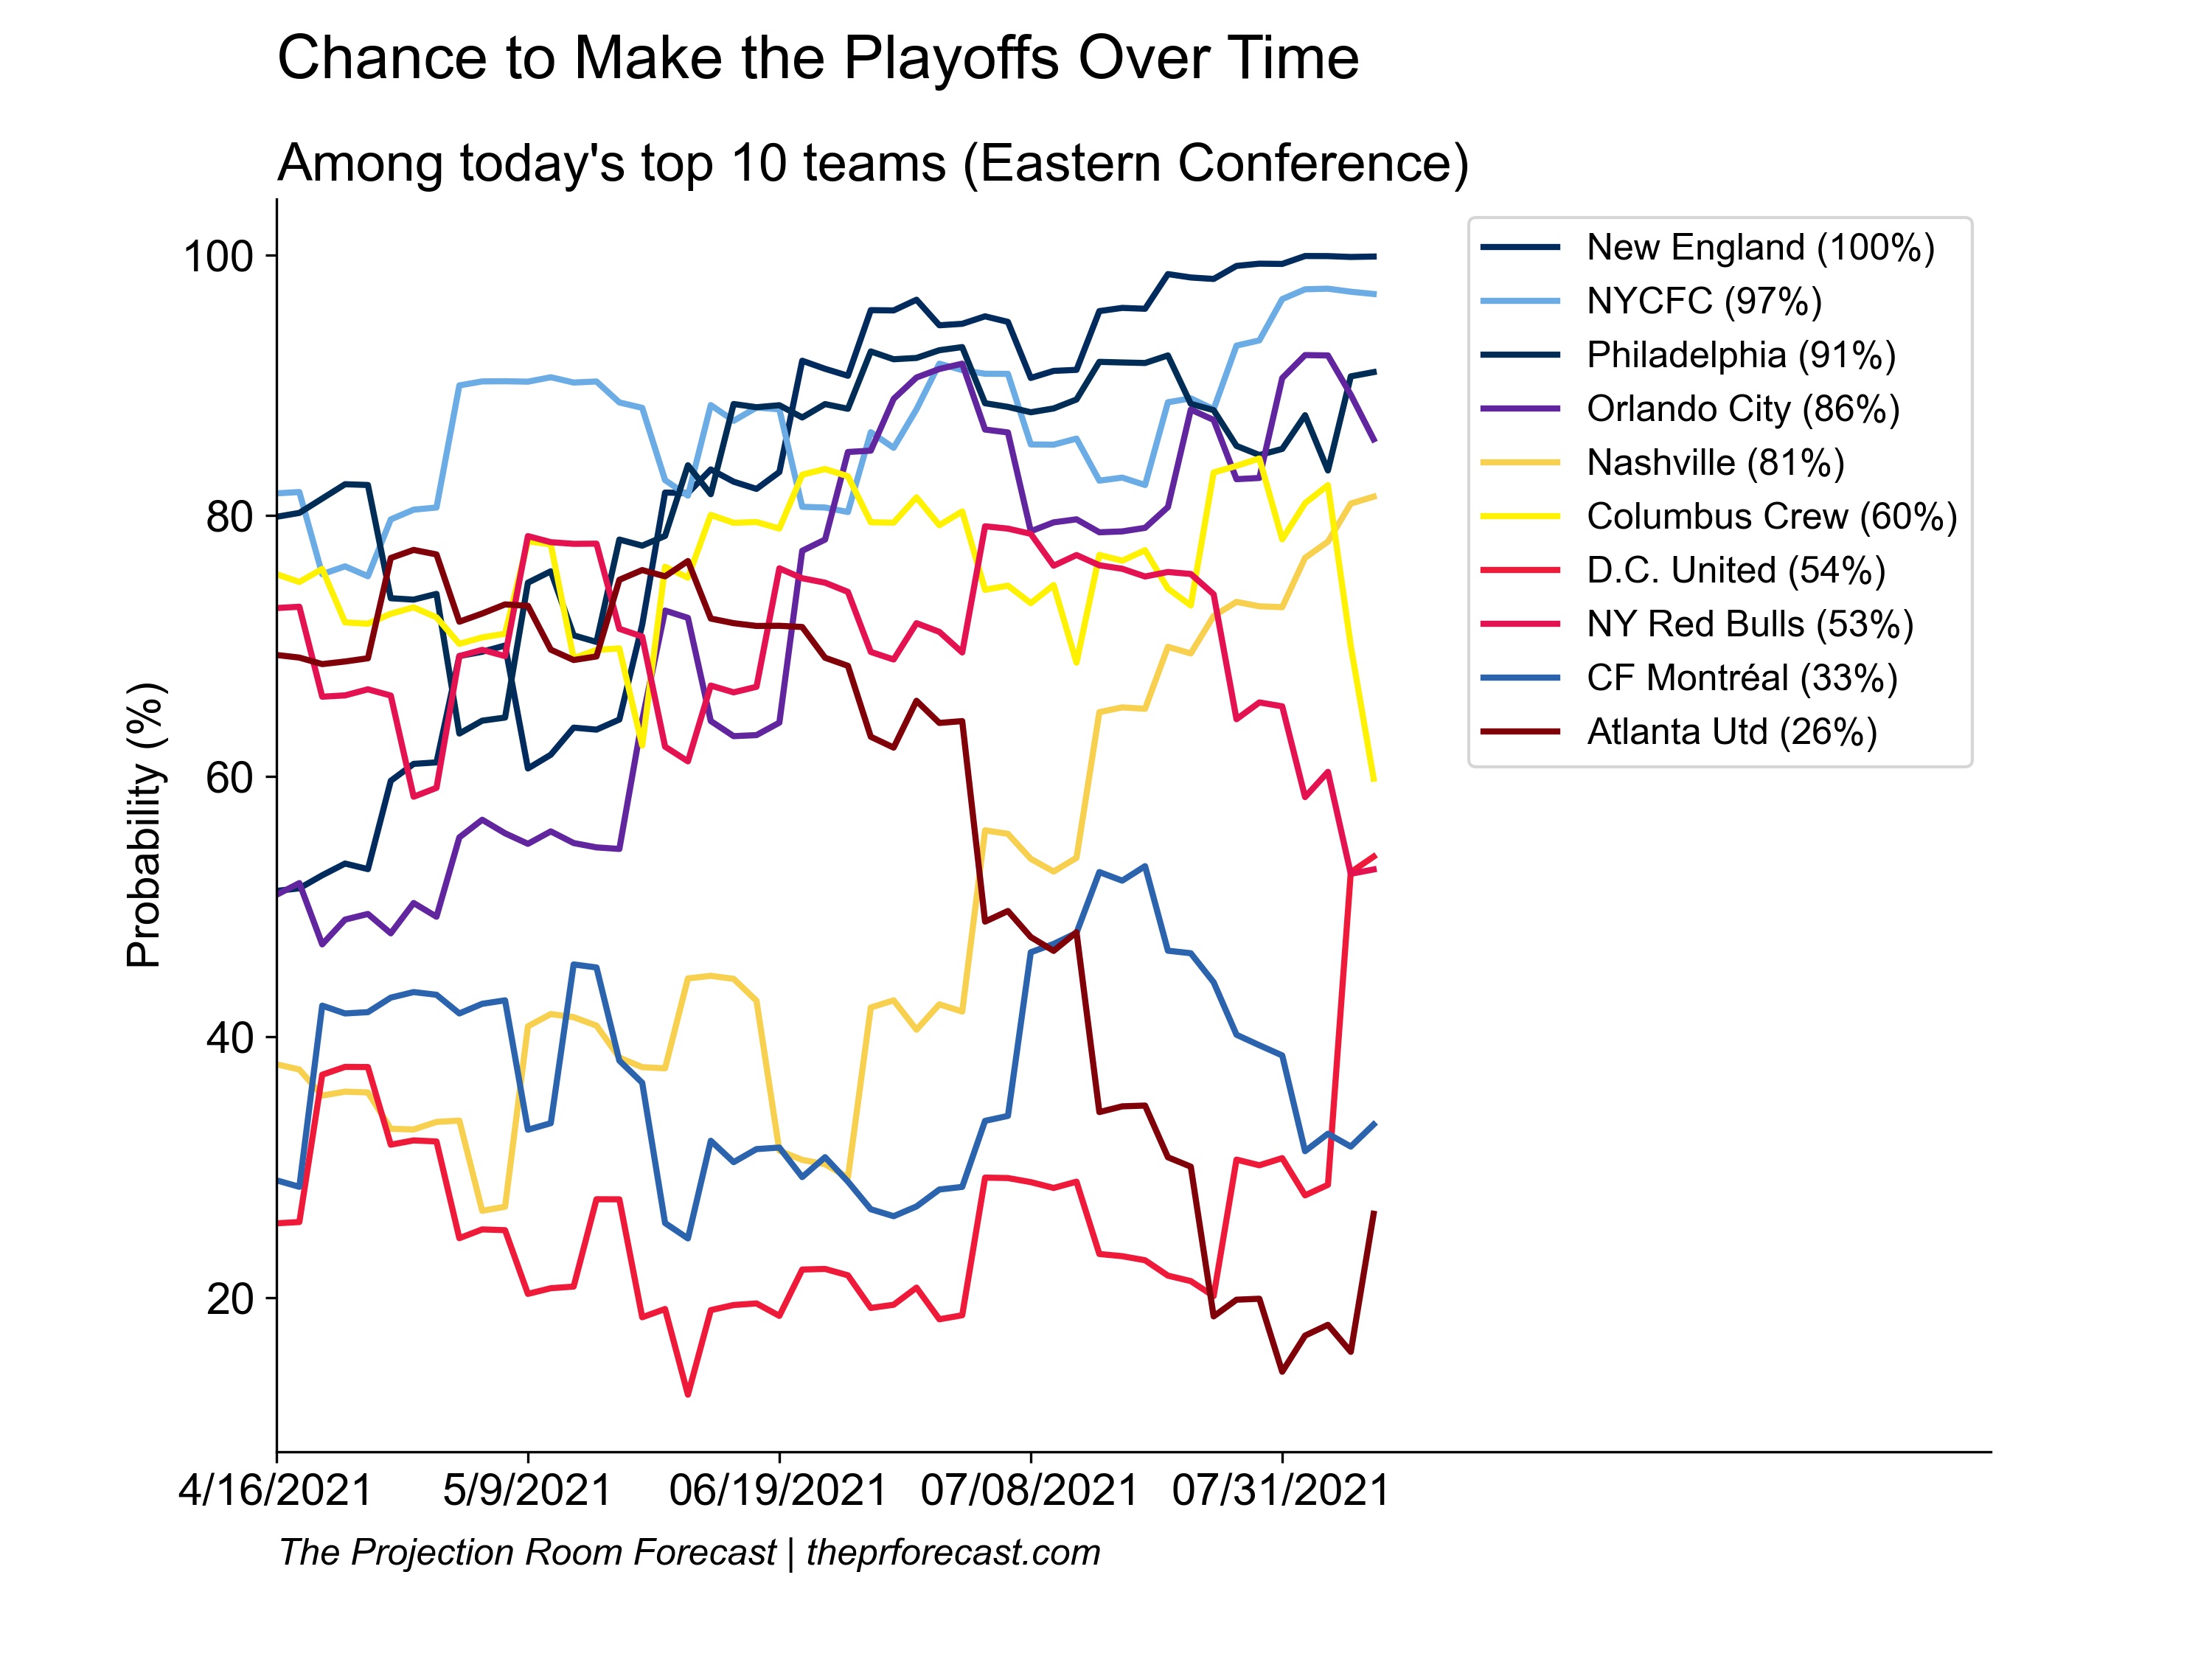 Chance to Make the Playoffs Over Time
Among today's top 10 teams (Eastern Conference)
Probability (%)
100
80
60
40
20
4/16/2021
5/9/2021
06/19/2021
07/08/2021
07/31/2021
New England (100%)
NYCFC (97%)
Philadelphia (91%)
Orlando City (86%)
Nashville (81%)
Columbus Crew (60%)
D.C. United (54%)
NY Red Bulls (53%)
CF Montréal (33%)
Atlanta Utd (26%)
The Projection Room Forecast | theprforecast.com